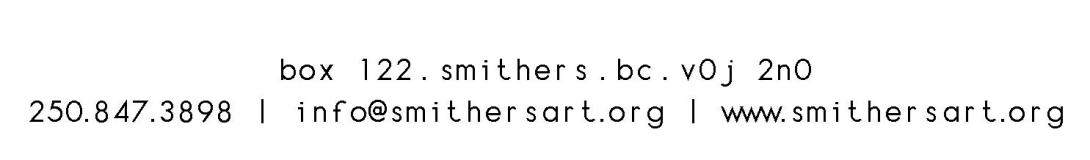 box 122.smithers.bc.v0j 2n0
250.847.3898 | info@smithersart.org | www.smithersart.org